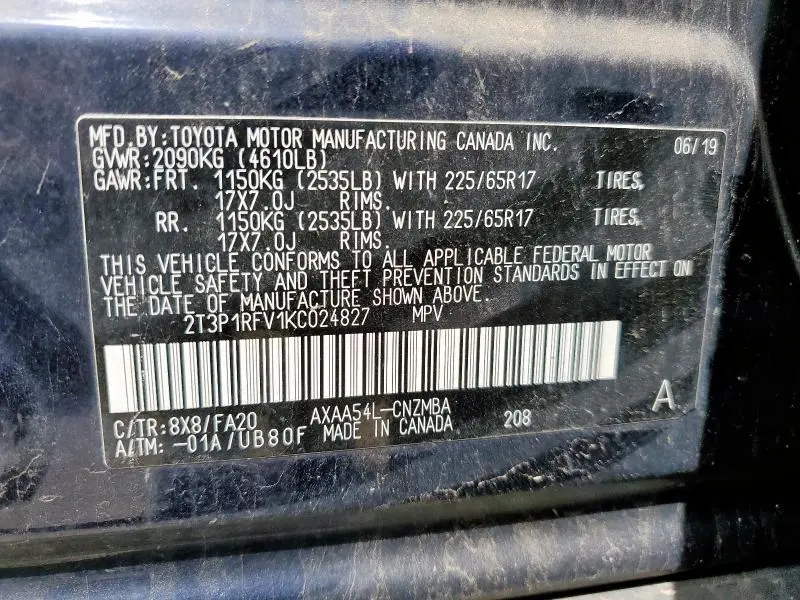 MFD.BY:TOYOTA MOTOR MANUFACTURING CANADA INC. 06/19
GVWR:2090KG (4610LB)
GAWR:FRT. 1150KG (2535LB) WITH 225/65R17 TIRES,
17X7.0J RIMS.
RR. 1150KG (2535LB) WITH 225/65R17 TIRES,
17X7.0J RIMS.
THIS VEHICLE CONFORMS TO ALL APPLICABLE FEDERAL MOTOR
VEHICLE SAFETY AND THEFT PREVENTION STANDARDS IN EFFECT ON
THE DATE OF MANUFACTURE SHOWN ABOVE.
2T3P1RFV1KC024827 MPV
C/TR:8X8/FA20 AXAA54L-CNZMBA 208 A
A/TM: -01A/UB80F MADE IN CANADA